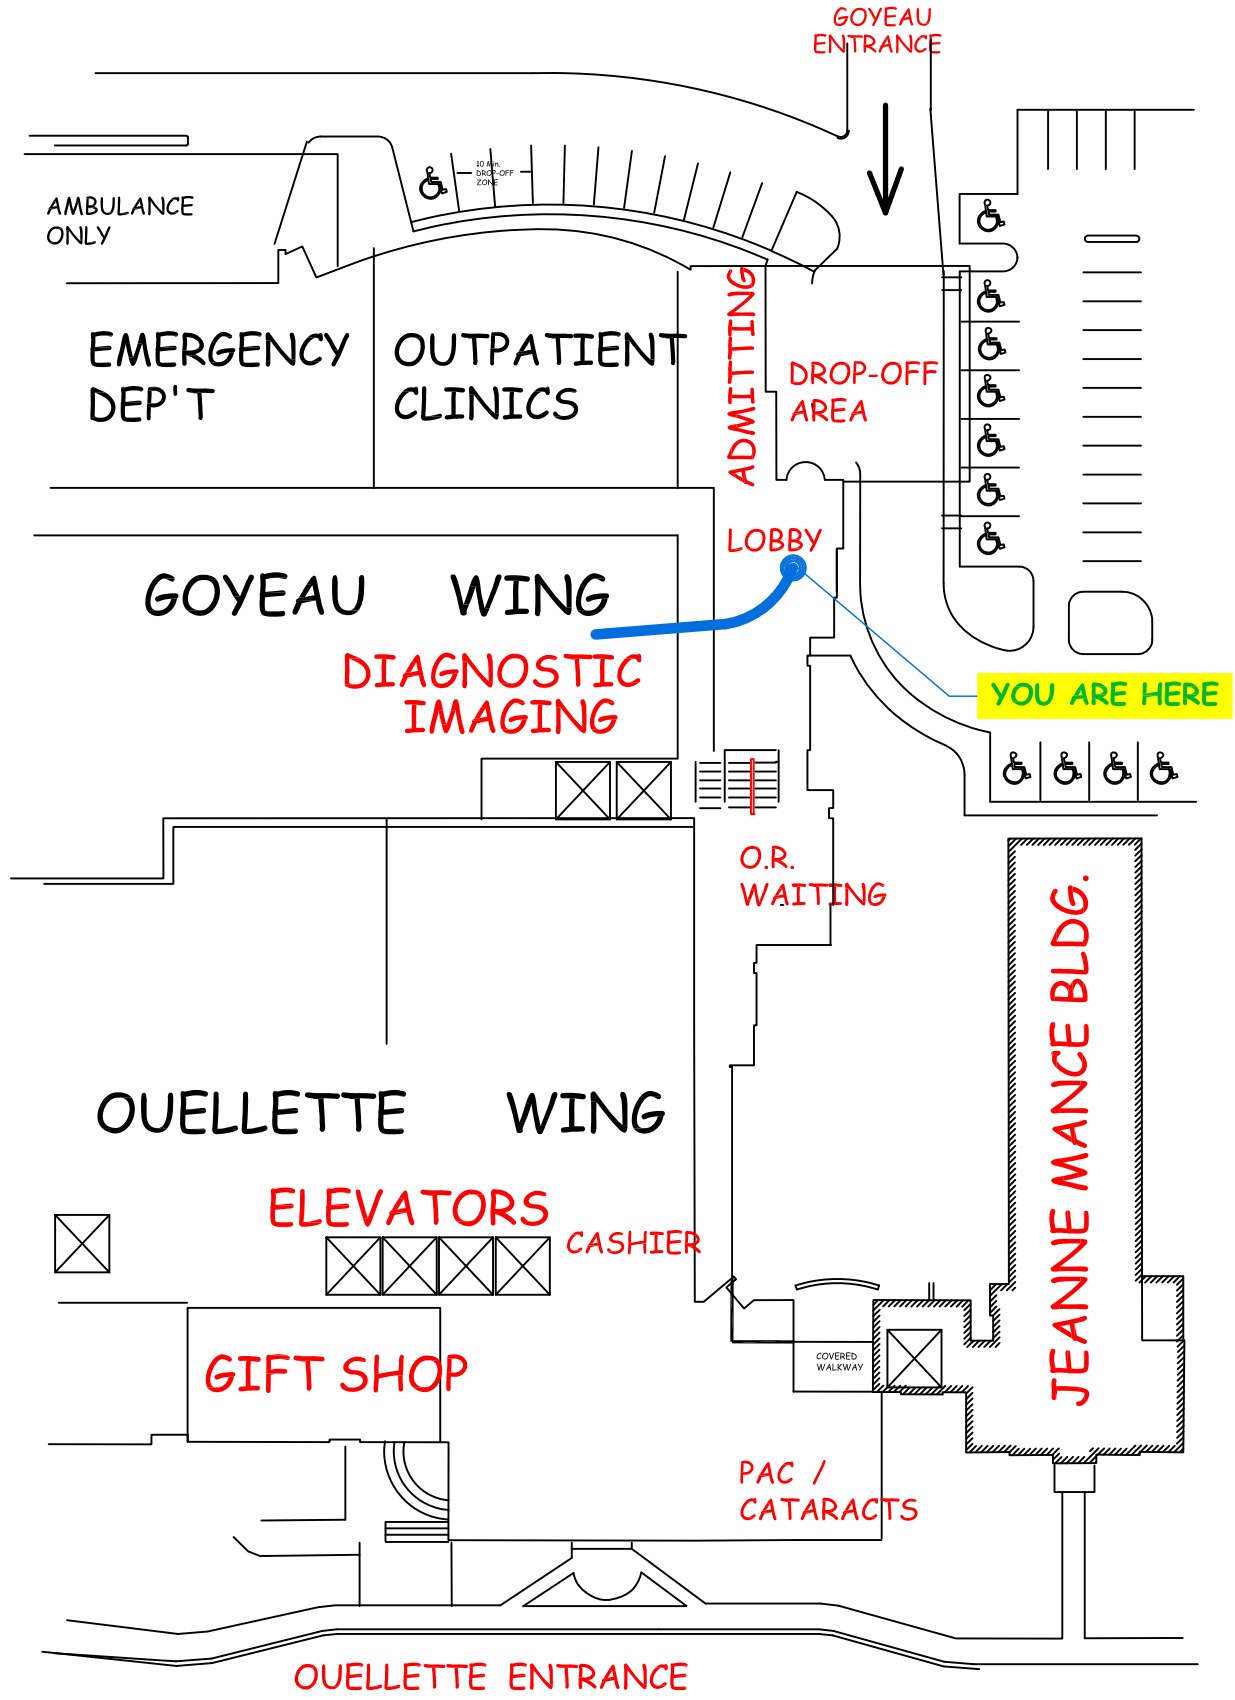 GOYEAU
ENTRANCE
10 Min.
DROP-OFF
ZONE
AMBULANCE
ONLY
EMERGENCY
DEP'T
OUTPATIENT
CLINICS
ADMITTING
DROP-OFF
AREA
LOBBY
GOYEAU WING
DIAGNOSTIC
IMAGING
YOU ARE HERE
O.R.
WAITING
JEANNE MANCE BLDG.
OUELLETTE WING
ELEVATORS
CASHIER
GIFT SHOP
COVERED
WALKWAY
PAC /
CATARACTS
OUELLETTE ENTRANCE